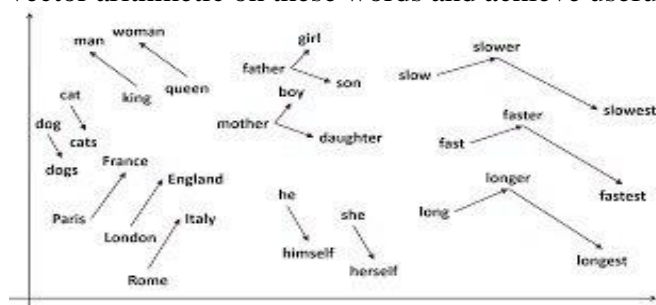 vector arithmetic on these words and achieve useful
man
woman
girl
slower
father
slow
son
queen
king
boy
cat
slowest
dog
mother
faster
cats
daughter
fast
France
dogs
England
longer
fastest
he
Paris
Italy
she
long
London
himself
longest
herself
Rome